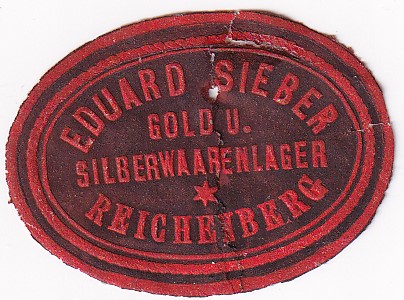 EDUARD SIEBER
GOLD U.
SILBERWAARENLAGER
REICHENBERG